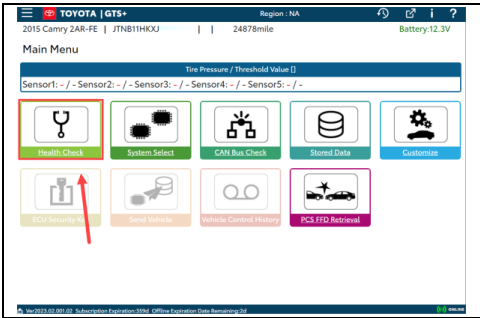 TOYOTA | GTS+
Region : NA
?
2015 Camry 2AR-FE | JTNB11HKXJ | | 24878mile
Battery:12.3V
Main Menu
Tire Pressure / Threshold Value []
Sensor1: - / - Sensor2: - / - Sensor3: - / - Sensor4: - / - Sensor5: - / -
Health Check
System Select
CAN Bus Check
Stored Data
Customize
ECU Security Key
Send Vehicle
Vehicle Control History
PCS FFD Retrieval
Ver2023.02.001.02 Subscription Expiration:359d Offline Expiration Date Remaining:2d
ONLINE